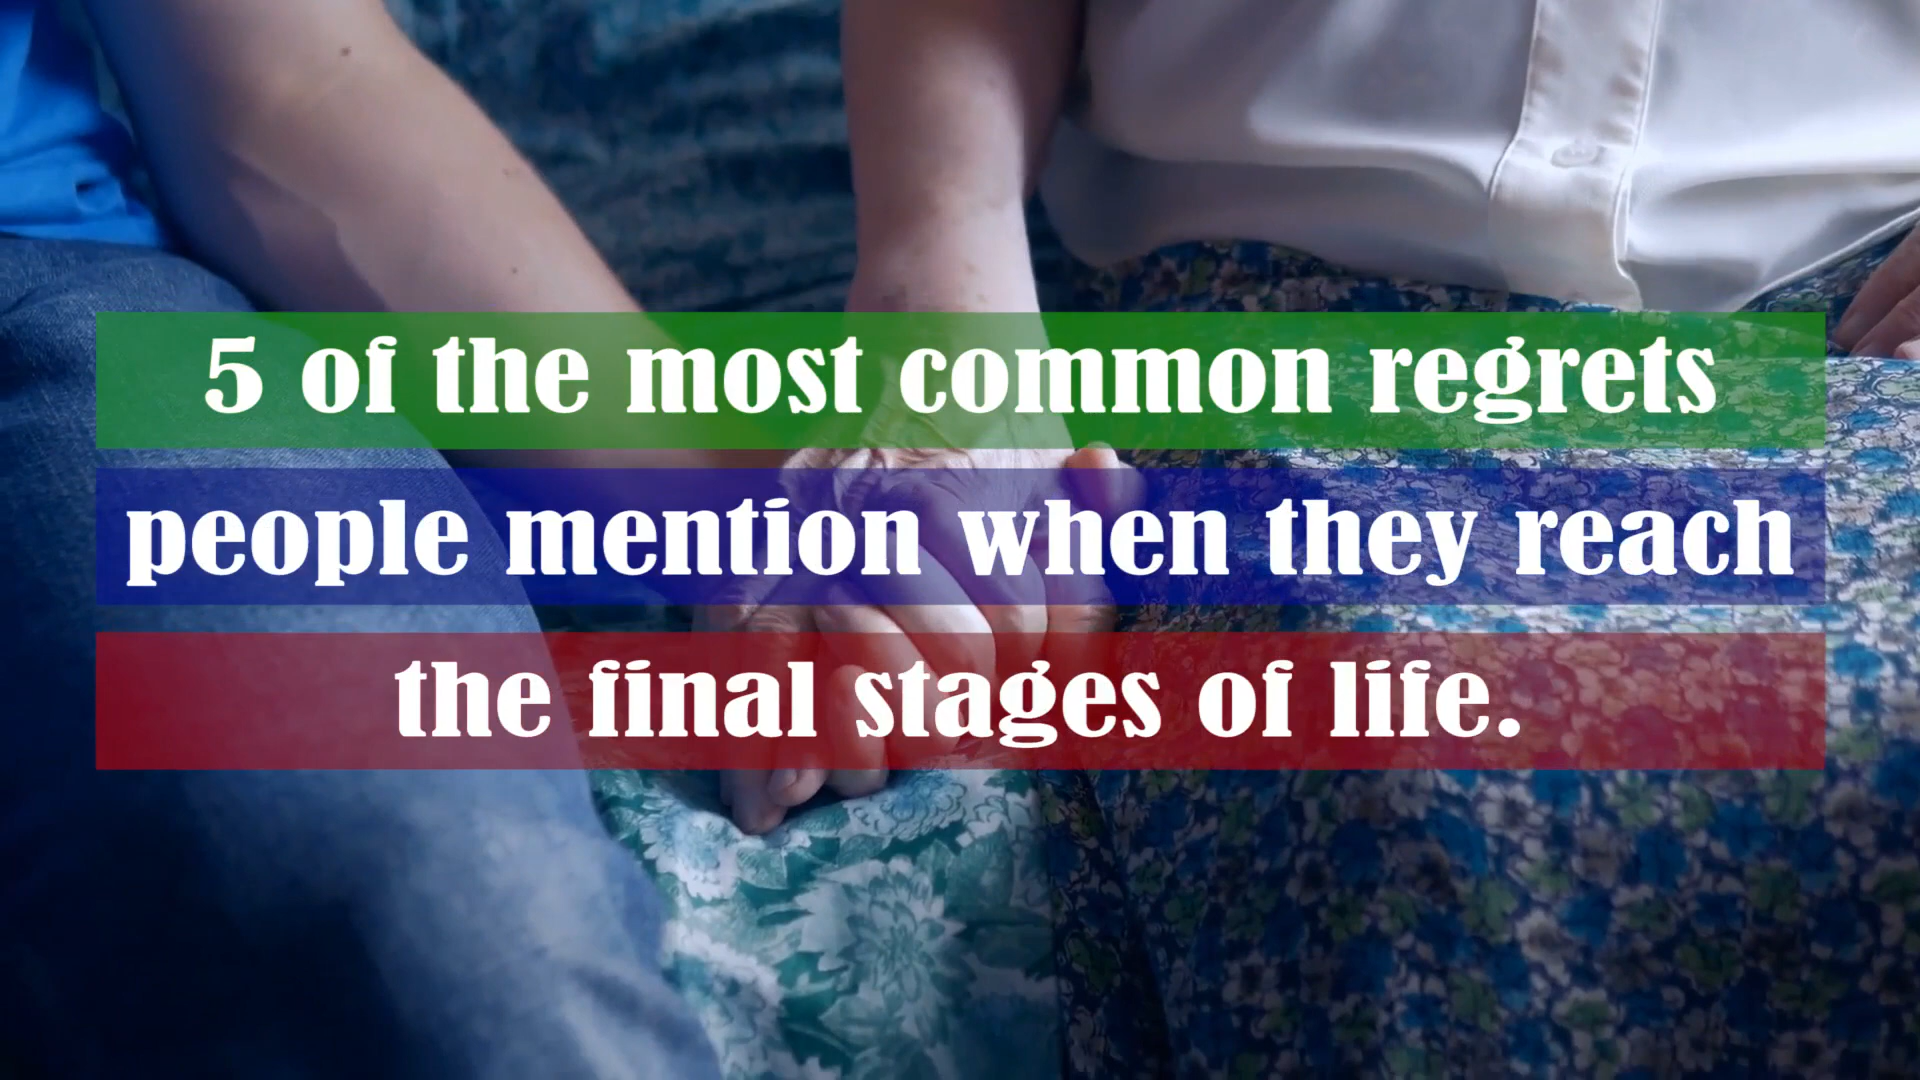 5 of the most common regrets
people mention when they reach
the final stages of life.